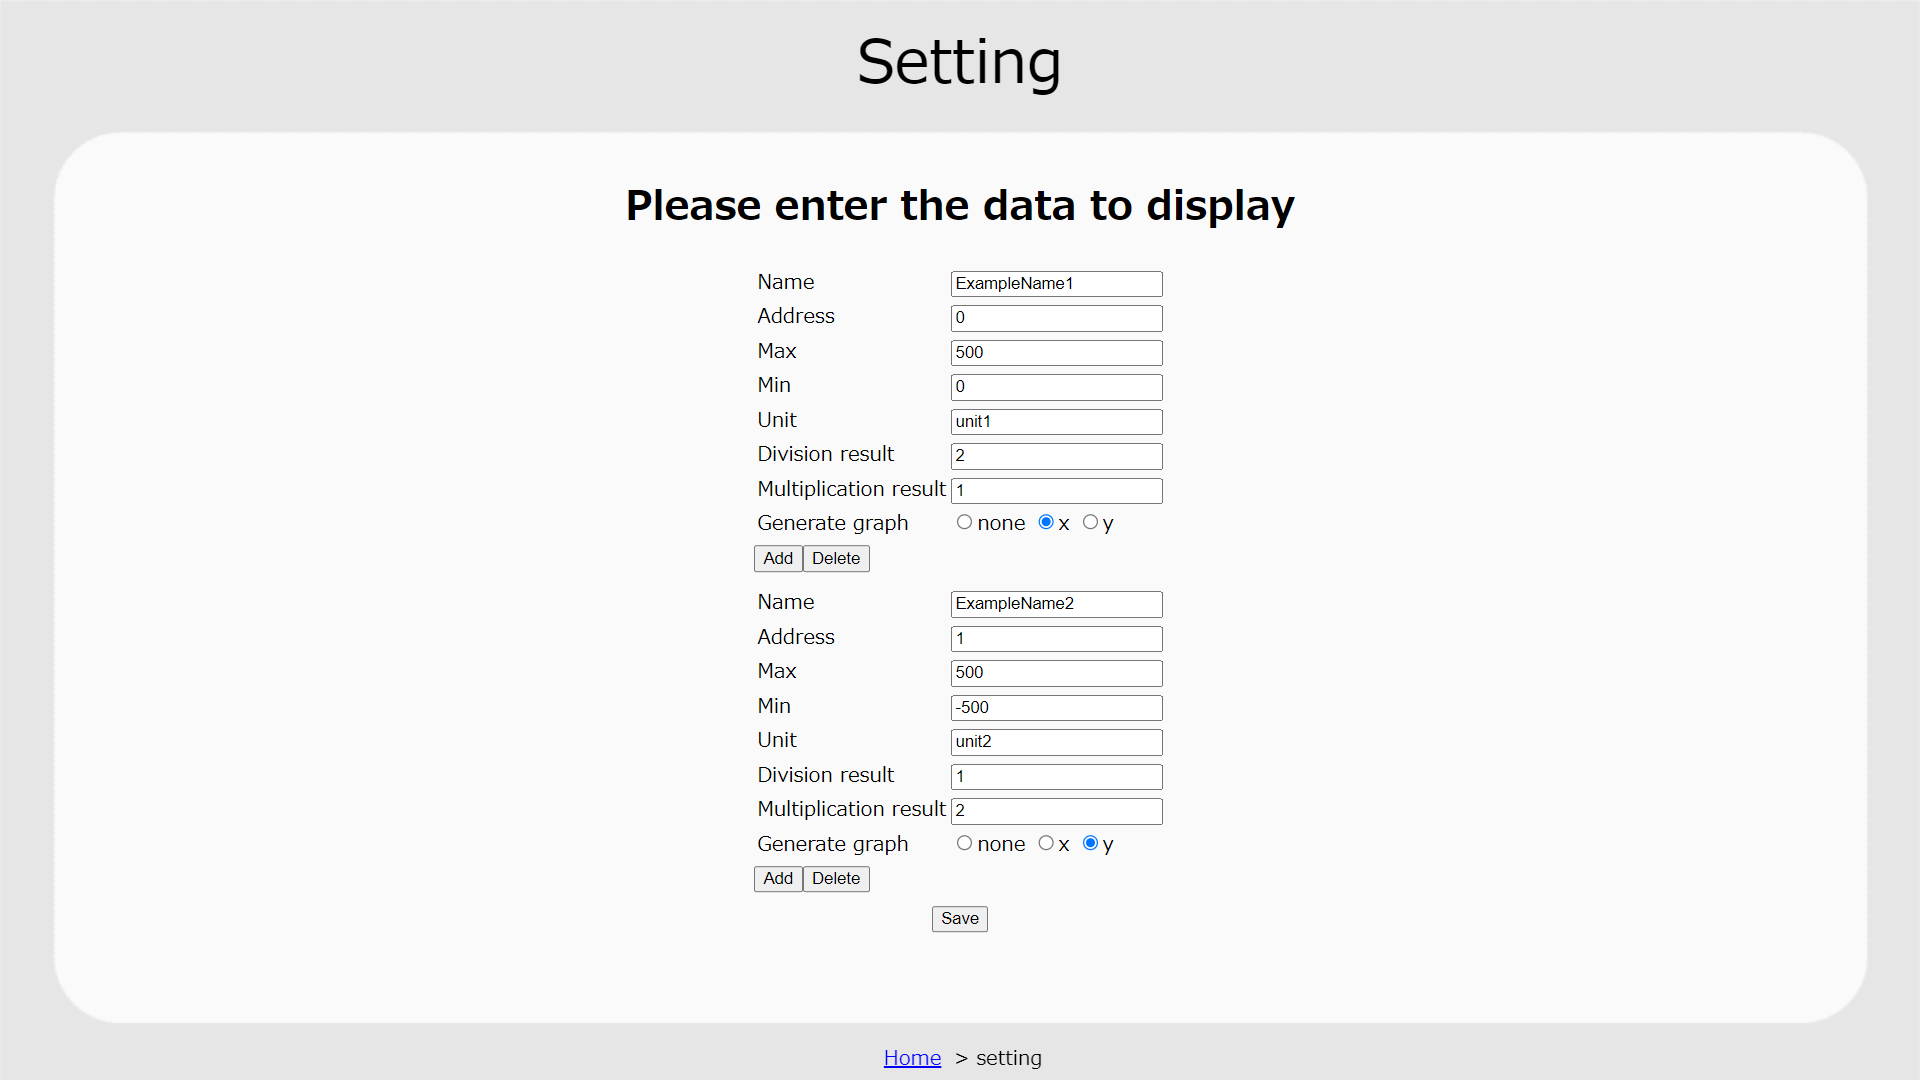 Setting
Please enter the data to display
Name ExampleName1
Address 0
Max 500
Min 0
Unit unit1
Division result 2
Multiplication result 1
Generate graph none x y
Add Delete
Name ExampleName2
Address 1
Max 500
Min -500
Unit unit2
Division result 1
Multiplication result 2
Generate graph none x y
Add Delete
Save
Home > setting